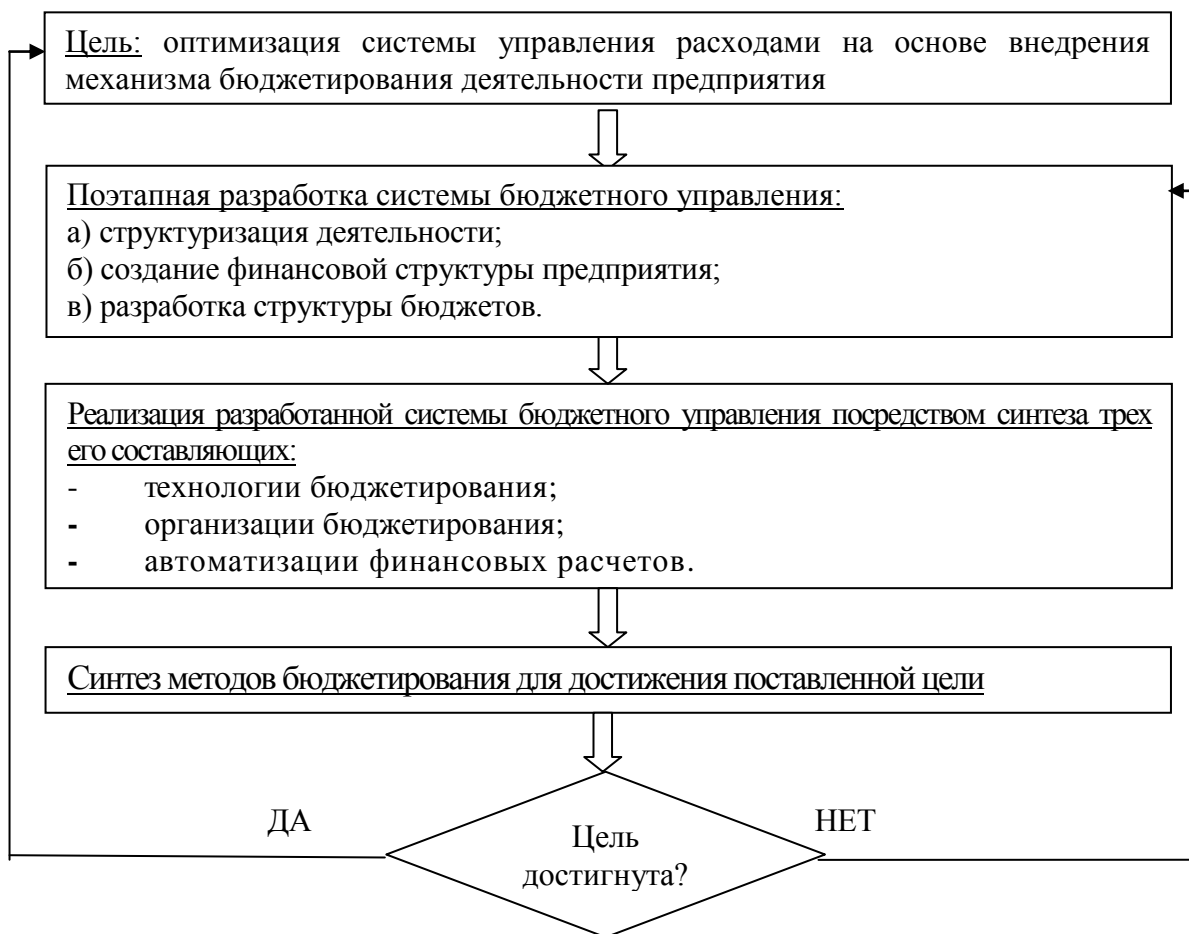 Цель: оптимизация системы управления расходами на основе внедрения
механизма бюджетирования деятельности предприятия
Поэтапная разработка системы бюджетного управления:
а) структуризация деятельности;
б) создание финансовой структуры предприятия;
в) разработка структуры бюджетов.
Реализация разработанной системы бюджетного управления посредством синтеза трех
его составляющих:
- технологии бюджетирования;
- организации бюджетирования;
- автоматизации финансовых расчетов.
Синтез методов бюджетирования для достижения поставленной цели
ДА
НЕТ
Цель
достигнута?